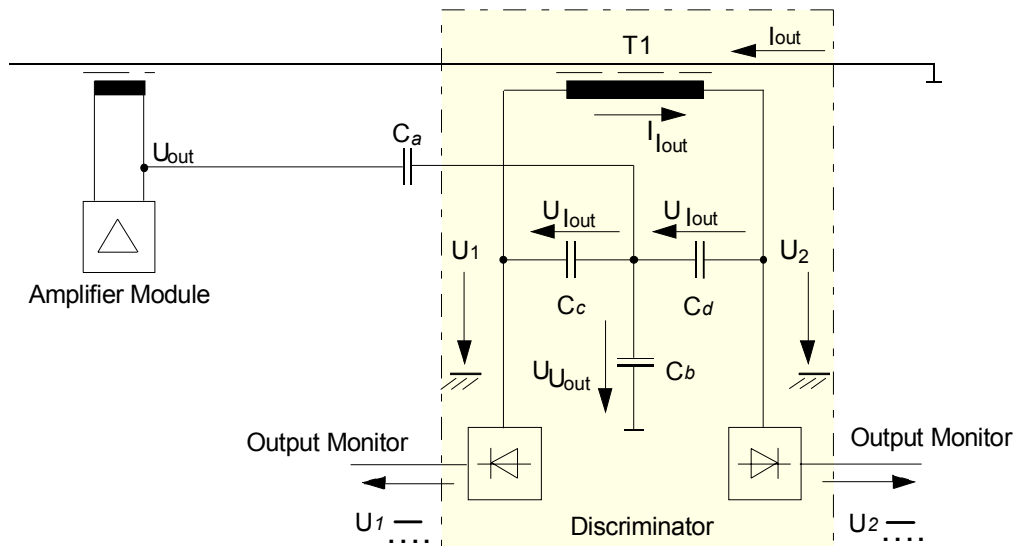 T1
Iout
IIout
Ca
Uout
UIout
UIout
U1
U2
Amplifier Module
Cc
Cd
UUout
Cb
Output Monitor
Output Monitor
U1
Discriminator
U2